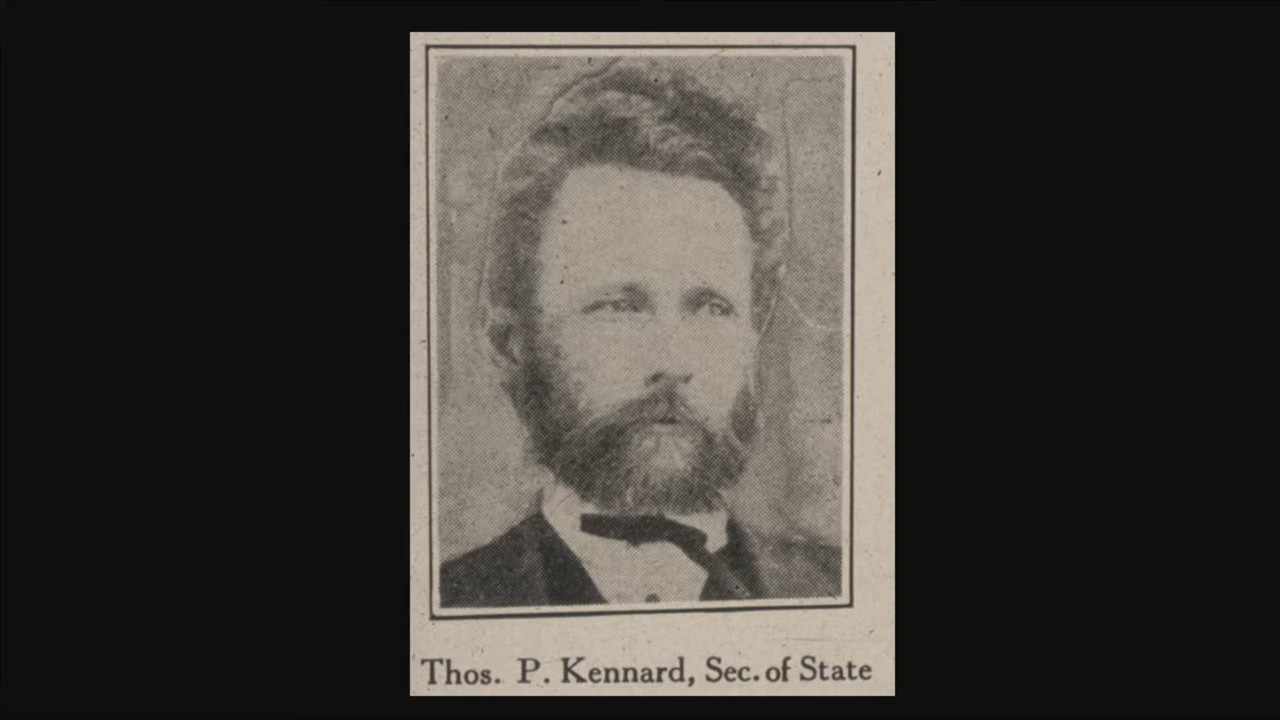 Thos. P. Kennard, Sec. of State